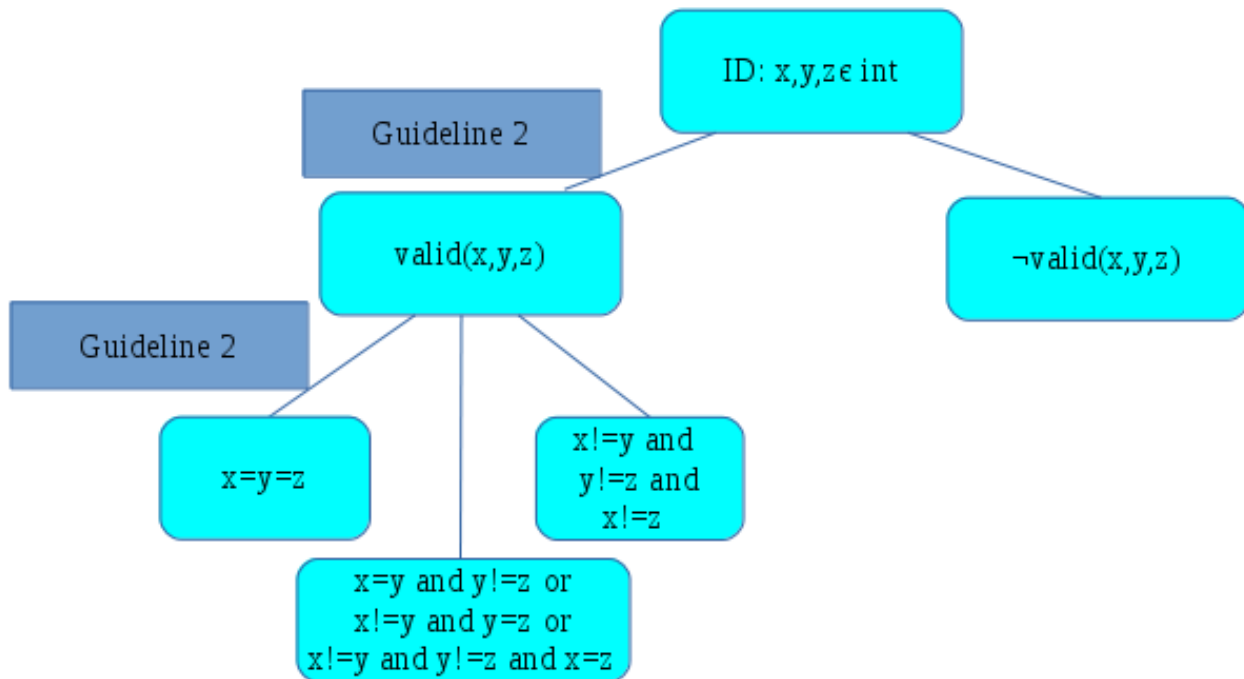 ID: x,y,zϵ int
Guideline 2
valid(x,y,z)
¬valid(x,y,z)
Guideline 2
x=y=z
x!=y and
y!=z and
x!=z
x=y and y!=z or
x!=y and y=z or
x!=y and y!=z and x=z